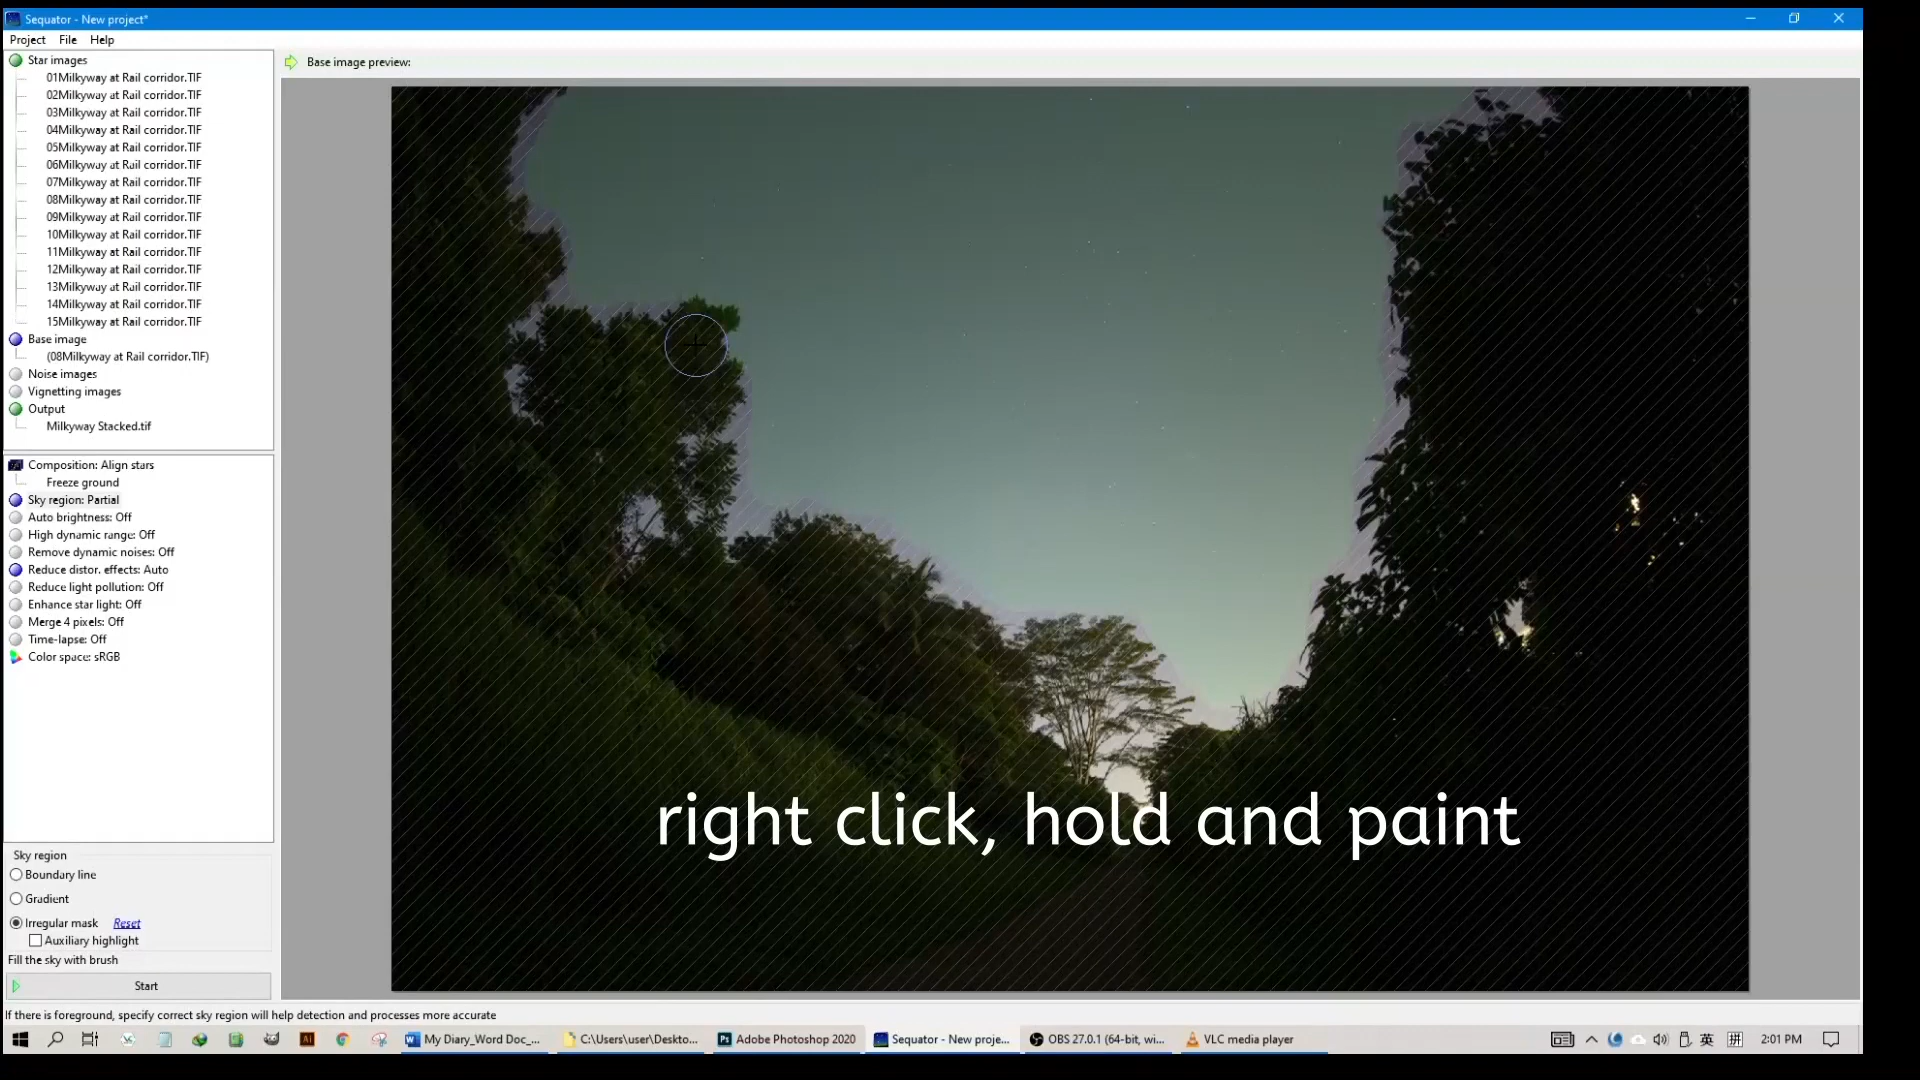 Sequator - New project*
Project File Help
Star images
01Milkyway at Rail corridor.TIF
02Milkyway at Rail corridor.TIF
03Milkyway at Rail corridor.TIF
04Milkyway at Rail corridor.TIF
05Milkyway at Rail corridor.TIF
06Milkyway at Rail corridor.TIF
07Milkyway at Rail corridor.TIF
08Milkyway at Rail corridor.TIF
09Milkyway at Rail corridor.TIF
10Milkyway at Rail corridor.TIF
11Milkyway at Rail corridor.TIF
12Milkyway at Rail corridor.TIF
13Milkyway at Rail corridor.TIF
14Milkyway at Rail corridor.TIF
15Milkyway at Rail corridor.TIF
Base image
(08Milkyway at Rail corridor.TIF)
Noise images
Vignetting images
Output
Milkyway Stacked.tif
Composition: Align stars
Freeze ground
Sky region: Partial
Auto brightness: Off
High dynamic range: Off
Remove dynamic noises: Off
Reduce distor. effects: Auto
Reduce light pollution: Off
Enhance star light: Off
Merge 4 pixels: Off
Time-lapse: Off
Color space: sRGB
Sky region
Boundary line
Gradient
Irregular mask Reset
Auxiliary highlight
Fill the sky with brush
Start
Base image preview:
right click, hold and paint
If there is foreground, specify correct sky region will help detection and processes more accurate
My Diary_Word Doc_... C:\Users\user\Deskto... Adobe Photoshop 2020 Sequator - New proje... OBS 27.0.1 (64-bit, wi... VLC media player 英 拼 2:01 PM